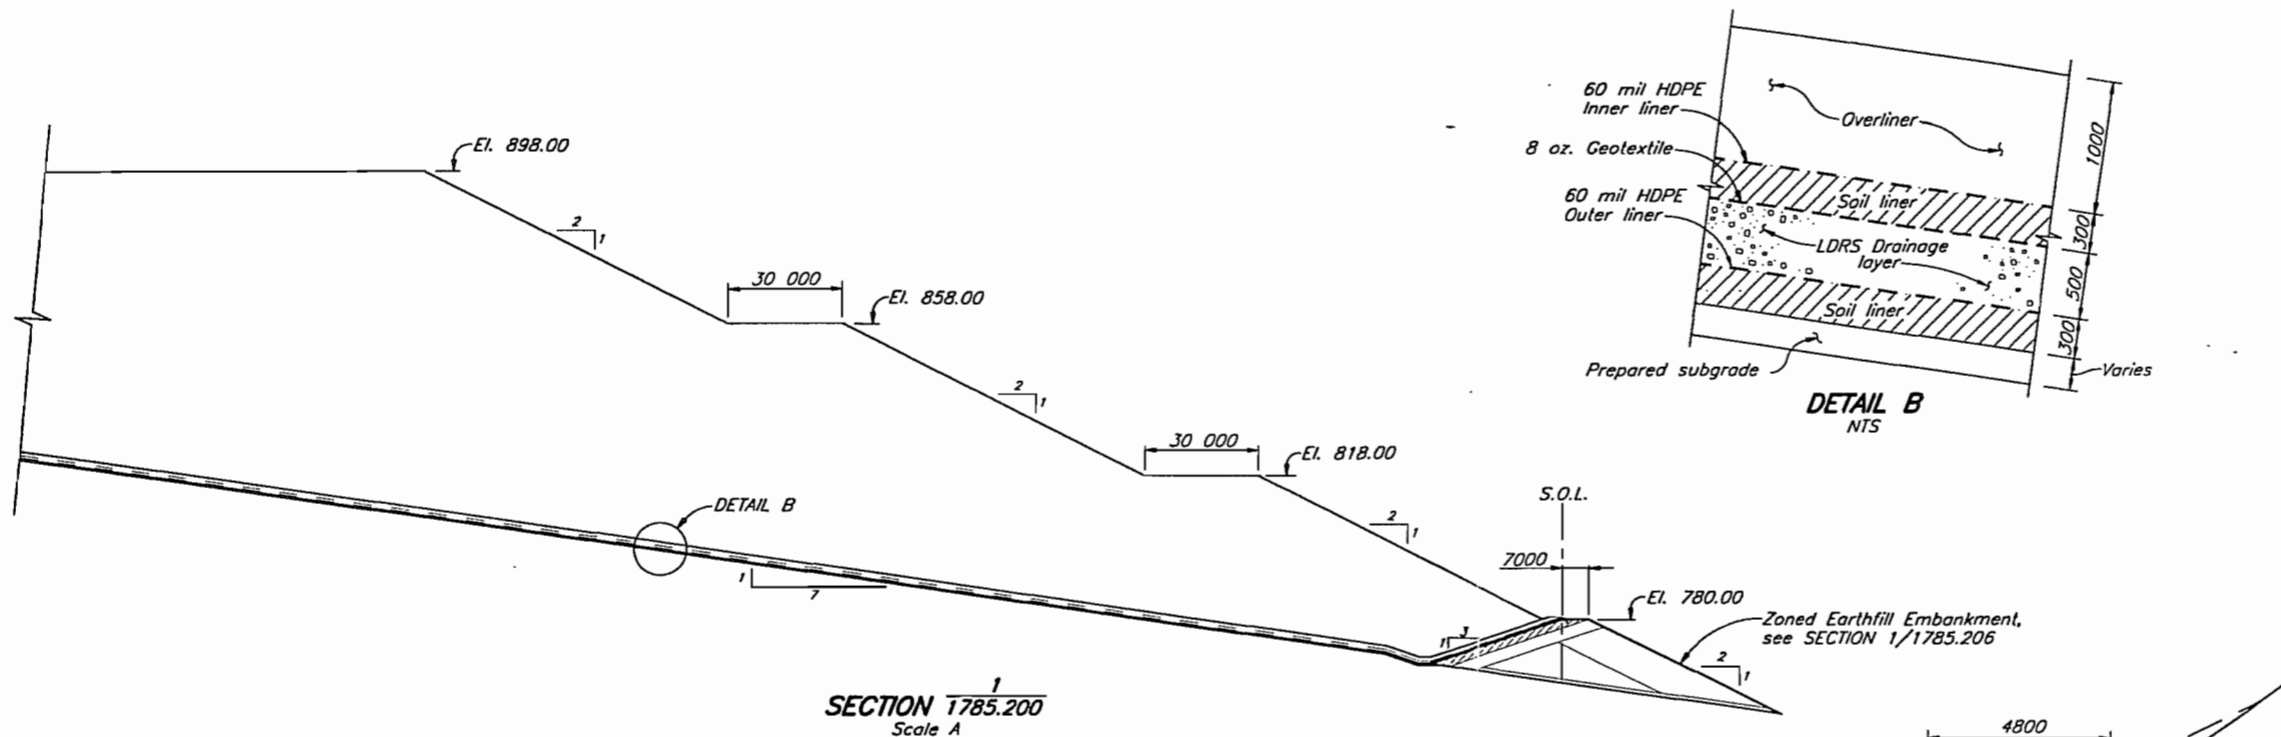 El. 898.00
2
1
30 000
El. 858.00
2
1
30 000
El. 818.00
2
1
DETAIL B
1
7
S.O.L.
7000
El. 780.00
1
3
Zoned Earthfill Embankment,
see SECTION 1/1785.206
2
1
SECTION 1
1785.200
Scale A
60 mil HDPE
Inner liner
8 oz. Geotextile
60 mil HDPE
Outer liner
Overliner
Soil liner
LDRS Drainage
layer
Soil liner
Prepared subgrade
1000
300
500
300
Varies
DETAIL B
NTS
4800